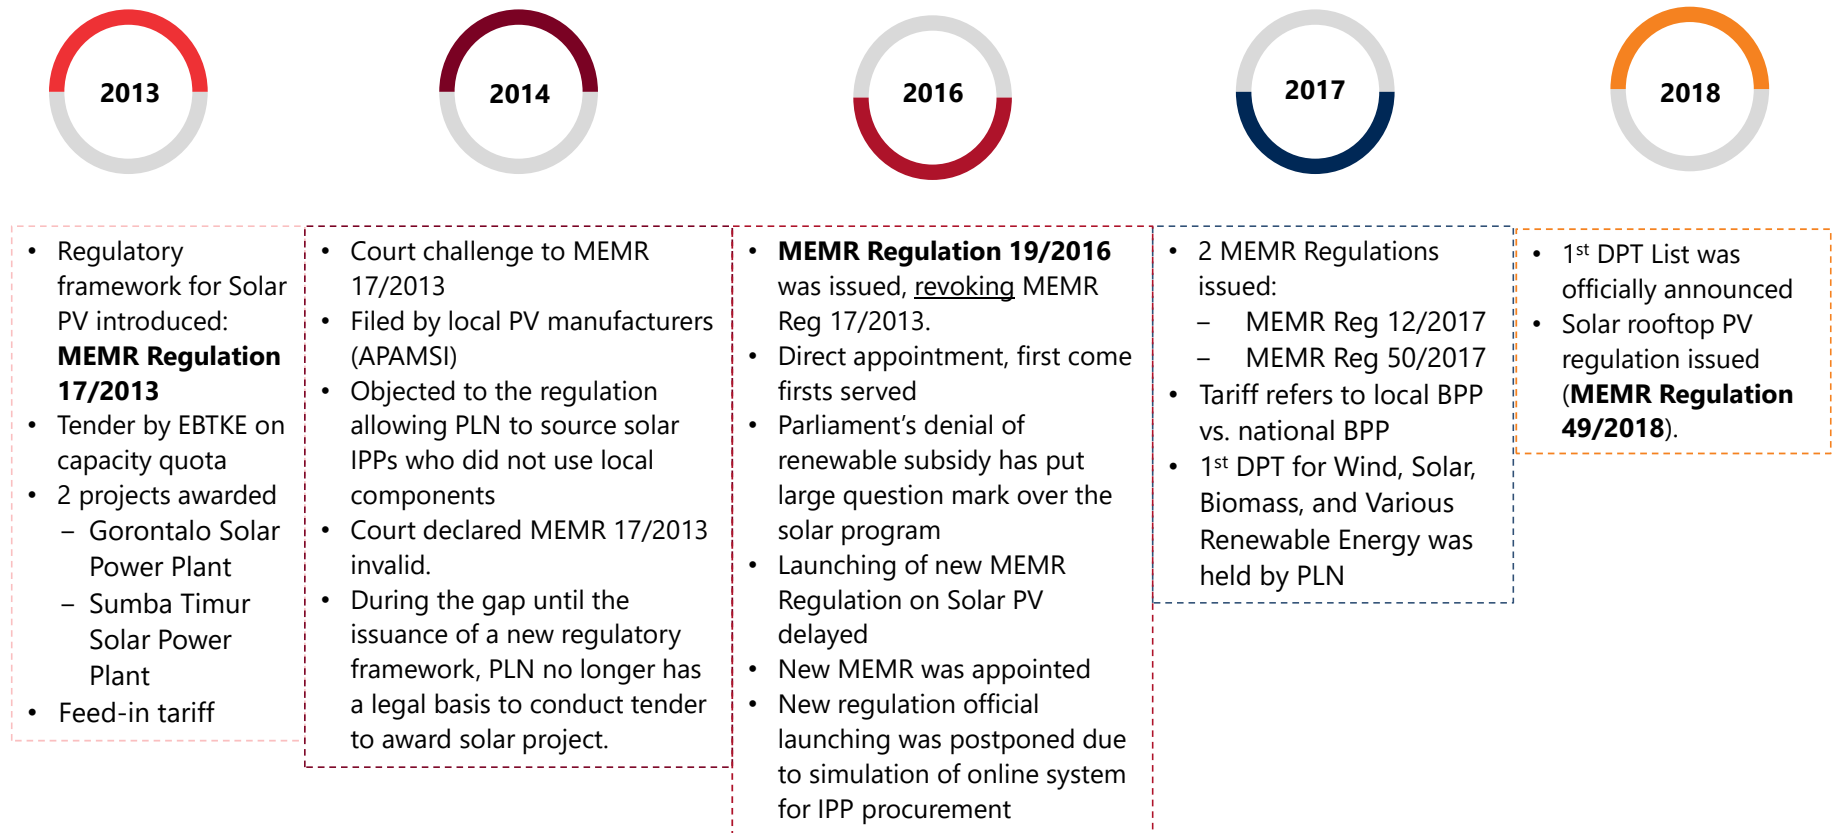 2013
2014
2016
2017
2018
• Regulatory
framework for Solar
PV introduced:
MEMR Regulation
17/2013
• Tender by EBTKE on
capacity quota
• 2 projects awarded
– Gorontalo Solar
Power Plant
– Sumba Timur
Solar Power
Plant
• Feed-in tariff
• Court challenge to MEMR
17/2013
• Filed by local PV manufacturers
(APAMSI)
• Objected to the regulation
allowing PLN to source solar
IPPs who did not use local
components
• Court declared MEMR 17/2013
invalid.
• During the gap until the
issuance of a new regulatory
framework, PLN no longer has
a legal basis to conduct tender
to award solar project.
• MEMR Regulation 19/2016
was issued, revoking MEMR
Reg 17/2013.
• Direct appointment, first come
firsts served
• Parliament’s denial of
renewable subsidy has put
large question mark over the
solar program
• Launching of new MEMR
Regulation on Solar PV
delayed
• New MEMR was appointed
• New regulation official
launching was postponed due
to simulation of online system
for IPP procurement
• 2 MEMR Regulations
issued:
– MEMR Reg 12/2017
– MEMR Reg 50/2017
• Tariff refers to local BPP
vs. national BPP
• 1st DPT for Wind, Solar,
Biomass, and Various
Renewable Energy was
held by PLN
• 1st DPT List was
officially announced
• Solar rooftop PV
regulation issued
(MEMR Regulation
49/2018).